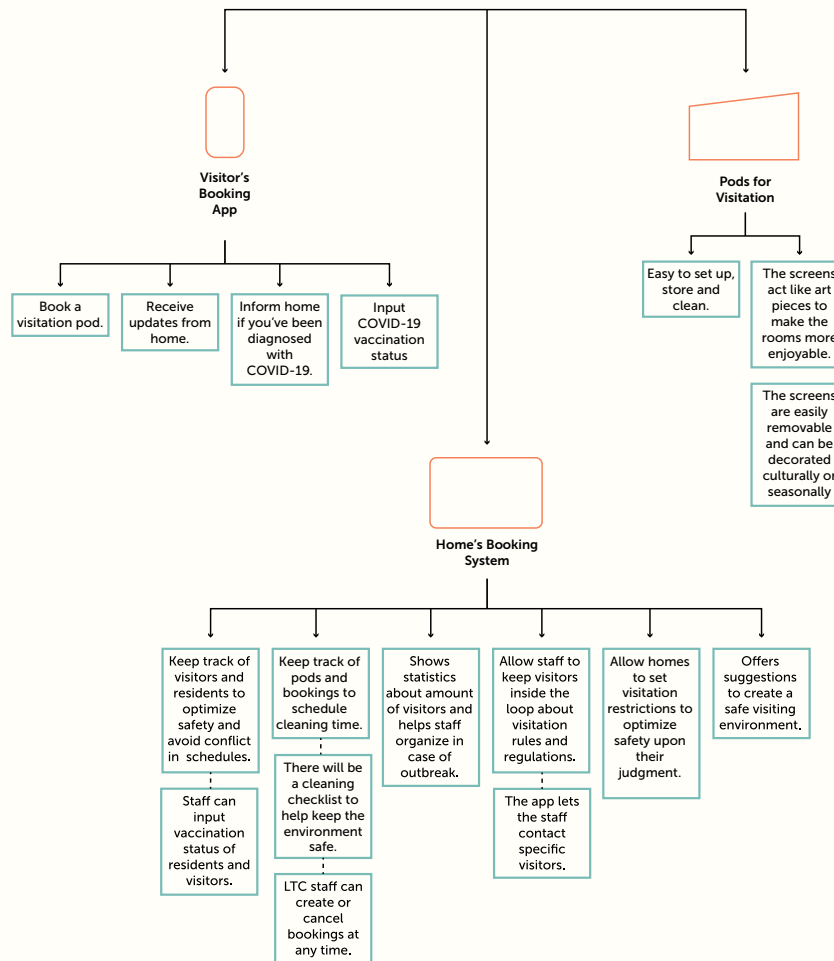 Visitor's
Booking
App
Pods for
Visitation
Book a
visitation pod.
Receive
updates from
home.
Inform home
if you've been
diagnosed
with
COVID-19.
Input
COVID-19
vaccination
status
Easy to set up,
store and
clean.
The screens
act like art
pieces to
make the
rooms more
enjoyable.
The screens
are easily
removable
and can be
decorated
culturally or
seasonally
Home's Booking
System
Keep track of
visitors and
residents to
optimize
safety and
avoid conflict
in schedules.
Staff can
input
vaccination
status of
residents and
visitors.
Keep track of
pods and
bookings to
schedule
cleaning time.
There will be
a cleaning
checklist to
help keep the
environment
safe.
LTC staff can
create or
cancel
bookings at
any time.
Shows
statistics
about amount
of visitors and
helps staff
organize in
case of
outbreak.
Allow staff to
keep visitors
inside the
loop about
visitation
rules and
regulations.
The app lets
the staff
contact
specific
visitors.
Allow homes
to set
visitation
restrictions to
optimize
safety upon
their
judgment.
Offers
suggestions
to create a
safe visiting
environment.